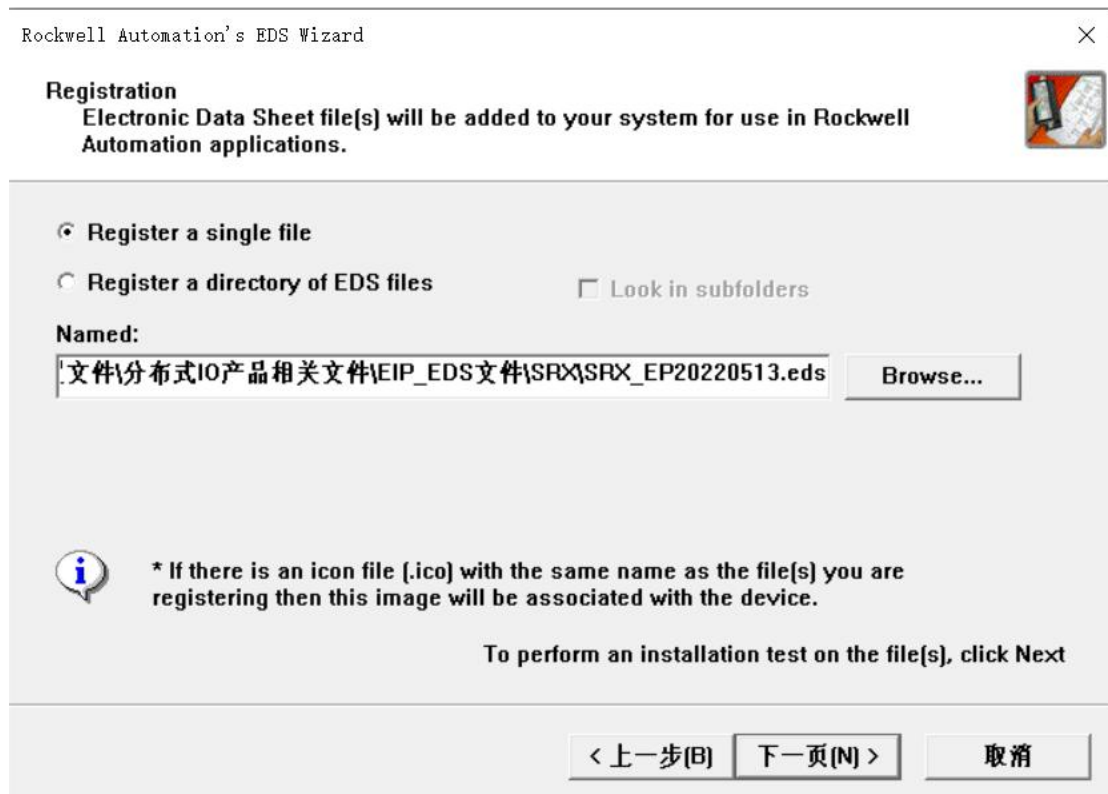 Rockwell Automation's EDS Wizard
Registration
Electronic Data Sheet file(s) will be added to your system for use in Rockwell
Automation applications.
Register a single file
Register a directory of EDS files
Look in subfolders
Named:
文件\分布式IO产品相关文件\EIP_EDS文件\SRX\SRX_EP20220513.eds
Browse...
* If there is an icon file (.ico) with the same name as the file(s) you are
registering then this image will be associated with the device.
To perform an installation test on the file(s), click Next
< 上一步(B)
下一页(N) >
取消